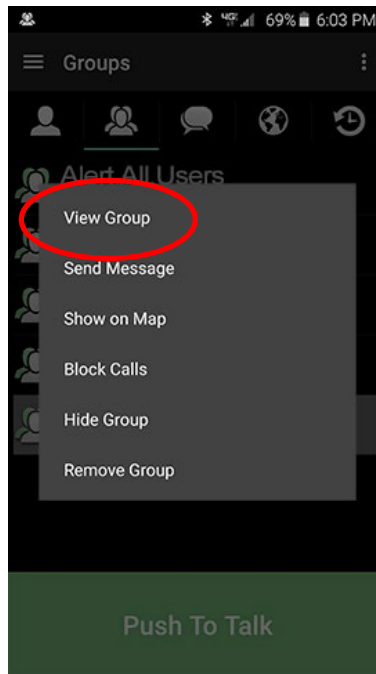 4G 69% 6:03 PM
Groups
Alert All Users
View Group
Send Message
Show on Map
Block Calls
Hide Group
Remove Group
Push To Talk